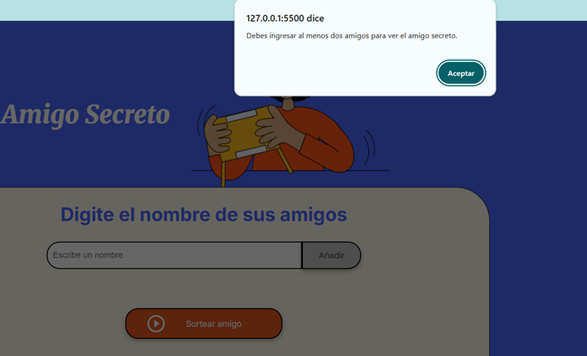 127.0.0.1:5500 dice
Debes ingresar al menos dos amigos para ver el amigo secreto.
Aceptar
Amigo Secreto
Digite el nombre de sus amigos
Escribe un nombre
Añadir
Sortear amigo